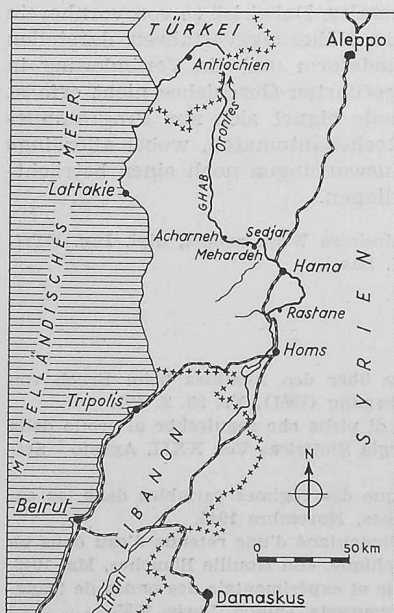 ÜRKEI
Aleppo
Antiochien
Orontes
MITTELLÄNDISCHES MEER
GHAB
Lattakie
Acharneh
Sedjar
Mehardeh
Hama
Rastane
SYRIEN
Homs
Tripolis
LIBANON
Beirut
N
0 50 km
Litani
Damaskus